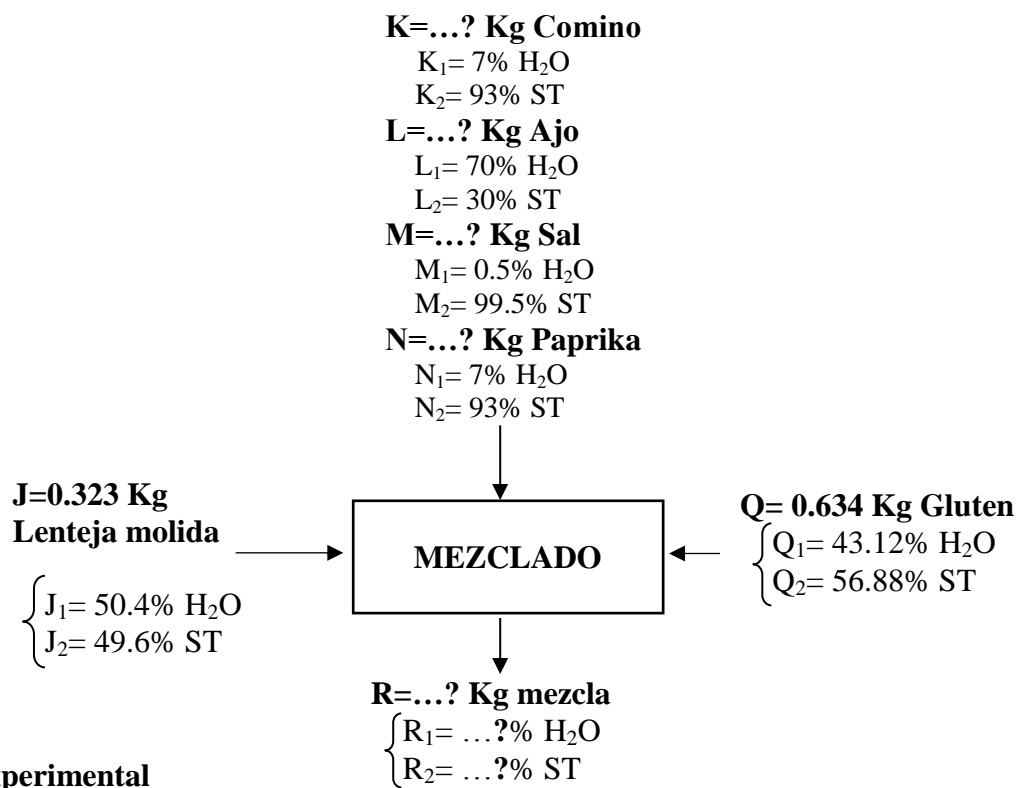 K=…? Kg Comino
K₁= 7% H₂O
K₂= 93% ST
L=…? Kg Ajo
L₁= 70% H₂O
L₂= 30% ST
M=…? Kg Sal
M₁= 0.5% H₂O
M₂= 99.5% ST
N=…? Kg Paprika
N₁= 7% H₂O
N₂= 93% ST
J=0.323 Kg
Lenteja molida
J₁= 50.4% H₂O
J₂= 49.6% ST
MEZCLADO
Q= 0.634 Kg Gluten
Q₁= 43.12% H₂O
Q₂= 56.88% ST
R=…? Kg mezcla
R₁= …?% H₂O
R₂= …?% ST
xperimental